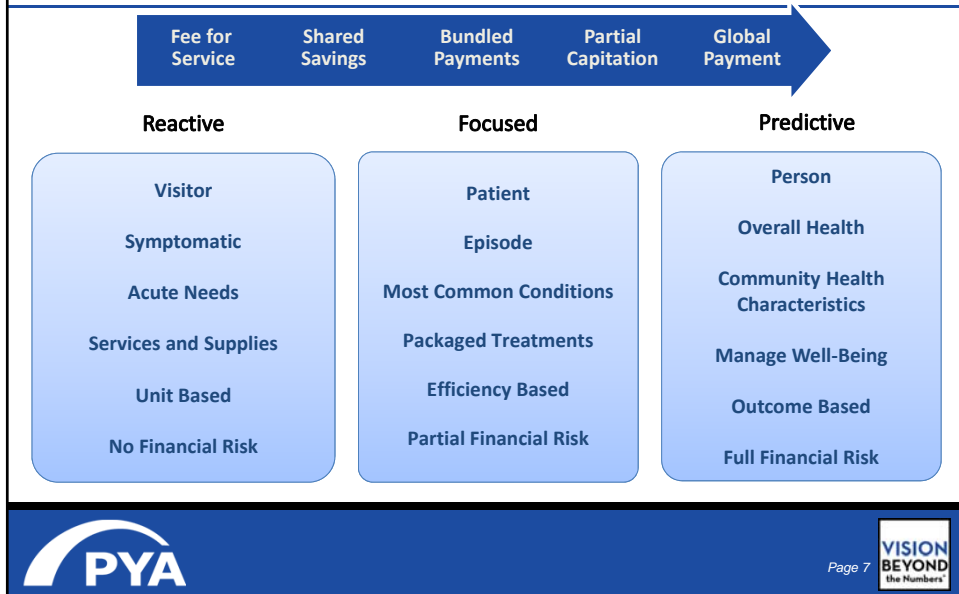 Fee for
Service
Shared
Savings
Bundled
Payments
Partial
Capitation
Global
Payment
Reactive
Visitor
Symptomatic
Acute Needs
Services and Supplies
Unit Based
No Financial Risk
Focused
Patient
Episode
Most Common Conditions
Packaged Treatments
Efficiency Based
Partial Financial Risk
Predictive
Person
Overall Health
Community Health
Characteristics
Manage Well-Being
Outcome Based
Full Financial Risk
PYA
Page 7
VISION
BEYOND
the Numbers®